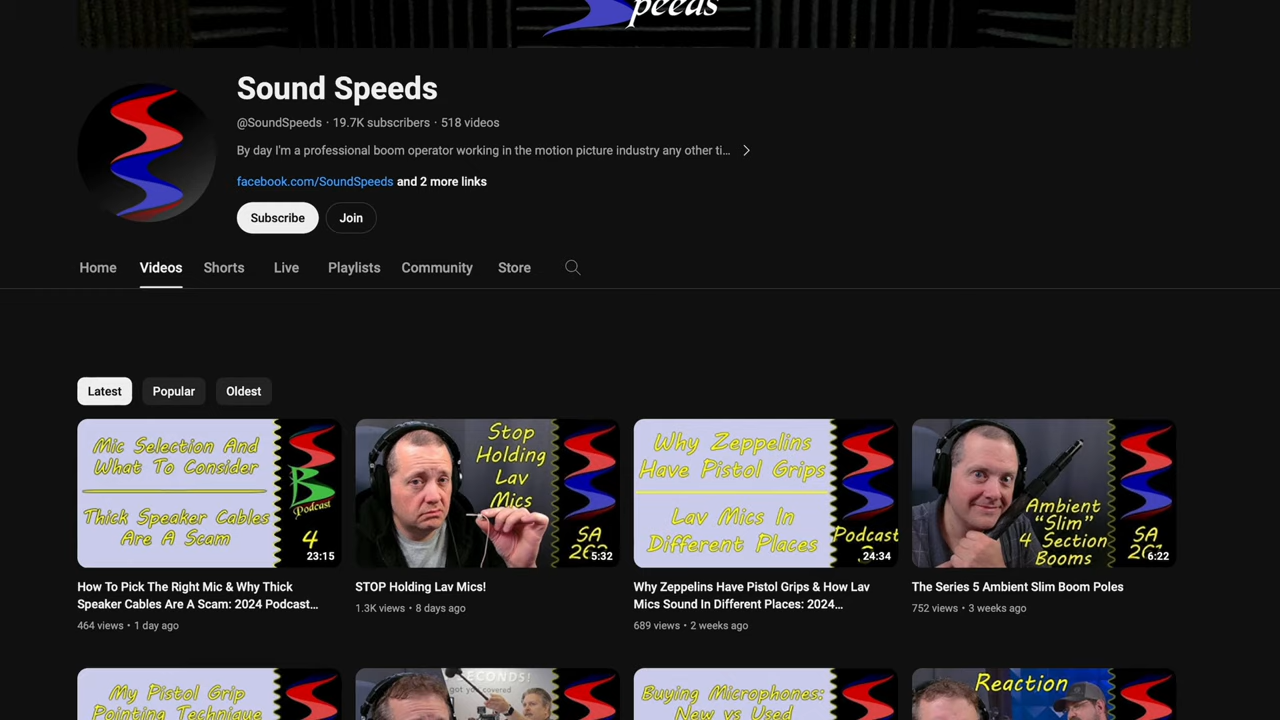 peeds
Sound Speeds
@SoundSpeeds · 19.7K subscribers · 518 videos
By day I'm a professional boom operator working in the motion picture industry any other ti...
facebook.com/SoundSpeeds and 2 more links
Subscribe
Join
Home
Videos
Shorts
Live
Playlists
Community
Store
Latest
Popular
Oldest
Mic Selection And
What To Consider
Thick Speaker Cables
Are A Scam
B
Podcast
4
23:15
Stop
Holding
Lav
Mics
SA
5:32
Why Zeppelins
Have Pistol Grips
Lav Mics In
Different Places
Podcast
24:34
Ambient
"Slim"
4 Section
Booms
SA
6:22
How To Pick The Right Mic & Why Thick
Speaker Cables Are A Scam: 2024 Podcast...
464 views • 1 day ago
STOP Holding Lav Mics!
1.3K views • 8 days ago
Why Zeppelins Have Pistol Grips & How Lav
Mics Sound In Different Places: 2024...
689 views • 2 weeks ago
The Series 5 Ambient Slim Boom Poles
752 views • 3 weeks ago
My Pistol Grip
Pointing Technique
ECONDS!
got you covered
Buying Microphones:
New vs Used
Reaction